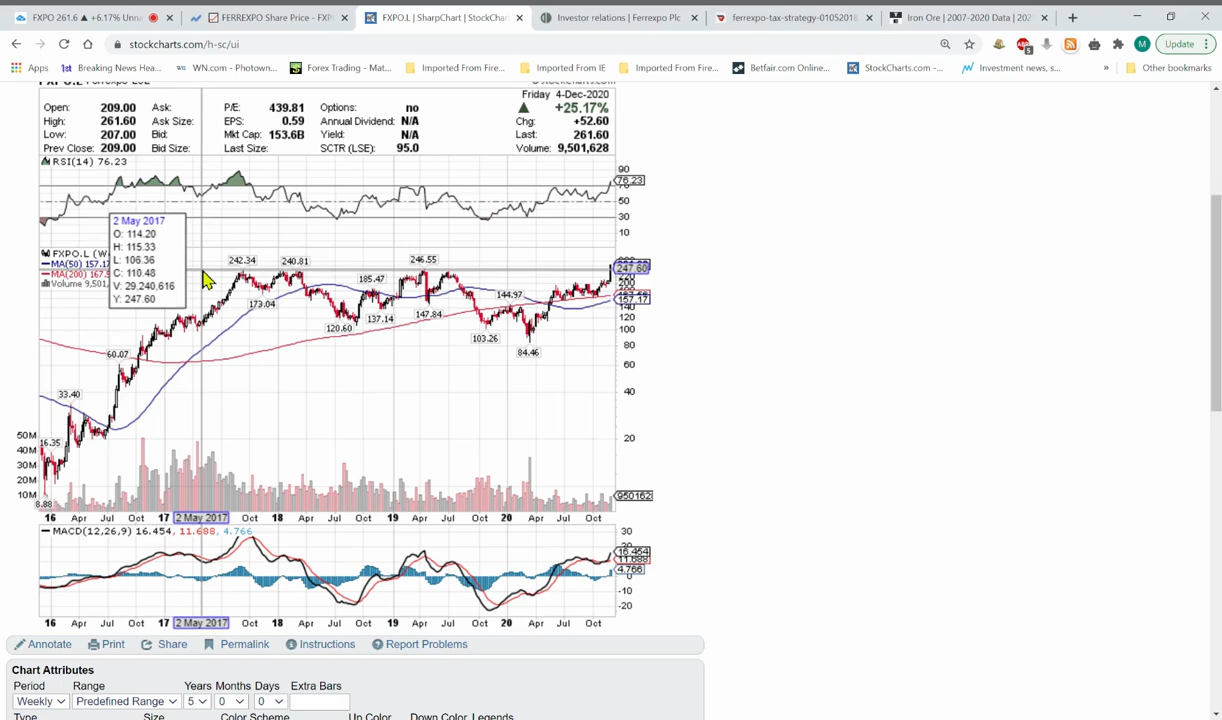 FXPO 261.6 ▲ +6.17% Unna
FERREXPO Share Price - FXP
FXPO.L | SharpChart | StockChar
Investor relations | Ferrexpo Plc
ferrexpo-tax-strategy-01052018
Iron Ore | 2007-2020 Data | 202
stockcharts.com/h-sc/ui
5
M
Update
Apps
1st
Breaking News Hea...
WN.com - Photown...
Forex Trading - Mat...
Imported From Fire...
Imported From IE
Imported From Fire...
Betfair.com Online...
StockCharts.com -...
Investment news, s...
»
Other bookmarks
Friday 4-Dec-2020
Open: 209.00 Ask: P/E: 439.81 Options: no ▲ +25.17%
High: 261.60 Ask Size: EPS: 0.59 Annual Dividend: N/A Chg: +52.60
Low: 207.00 Bid: Mkt Cap: 153.6B Yield: N/A Last: 261.60
Prev Close: 209.00 Bid Size: Last Size: SCTR (LSE): 95.0 Volume: 9,501,628
RSI(14) 76.23
90
76.23
50
30
10
2 May 2017
O: 114.20
H: 115.33
L: 106.36
C: 110.48
V: 29,240,616
Y: 247.60
FXPO.L (W
MA(50) 157.17
MA(200) 167.5
Volume 9,501,
242.34
240.81
246.55
185.47
173.04
137.14
120.60
147.84
144.97
103.26
84.46
60.07
33.40
16.35
8.88
247.60
220
200
180
157.17
140
120
100
80
60
40
20
50M
40M
30M
20M
10M
950162
16 Apr Jul Oct 17 2 May 2017 Oct 18 Apr Jul Oct 19 Apr Jul Oct 20 Apr Jul Oct
MACD(12,26,9) 16.454, 11.688, 4.766
30
16.454
11.688
4.766
0
-10
-20
16 Apr Jul Oct 17 2 May 2017 Oct 18 Apr Jul Oct 19 Apr Jul Oct 20 Apr Jul Oct
Annotate Print Share Permalink Instructions Report Problems
Chart Attributes
Period Range Years Months Days Extra Bars
Weekly Predefined Range 5 0 0
Type Size Color Scheme Up Color Down Color Legends